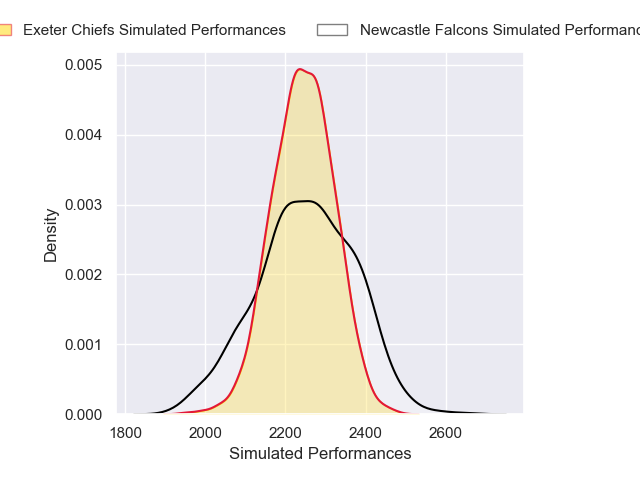 Exeter Chiefs Simulated Performances Newcastle Falcons Simulated
0.005
0.004
0.003
0.002
0.001
0.000
Density
1800 2000 2200 2400 2600
Simulated Performances